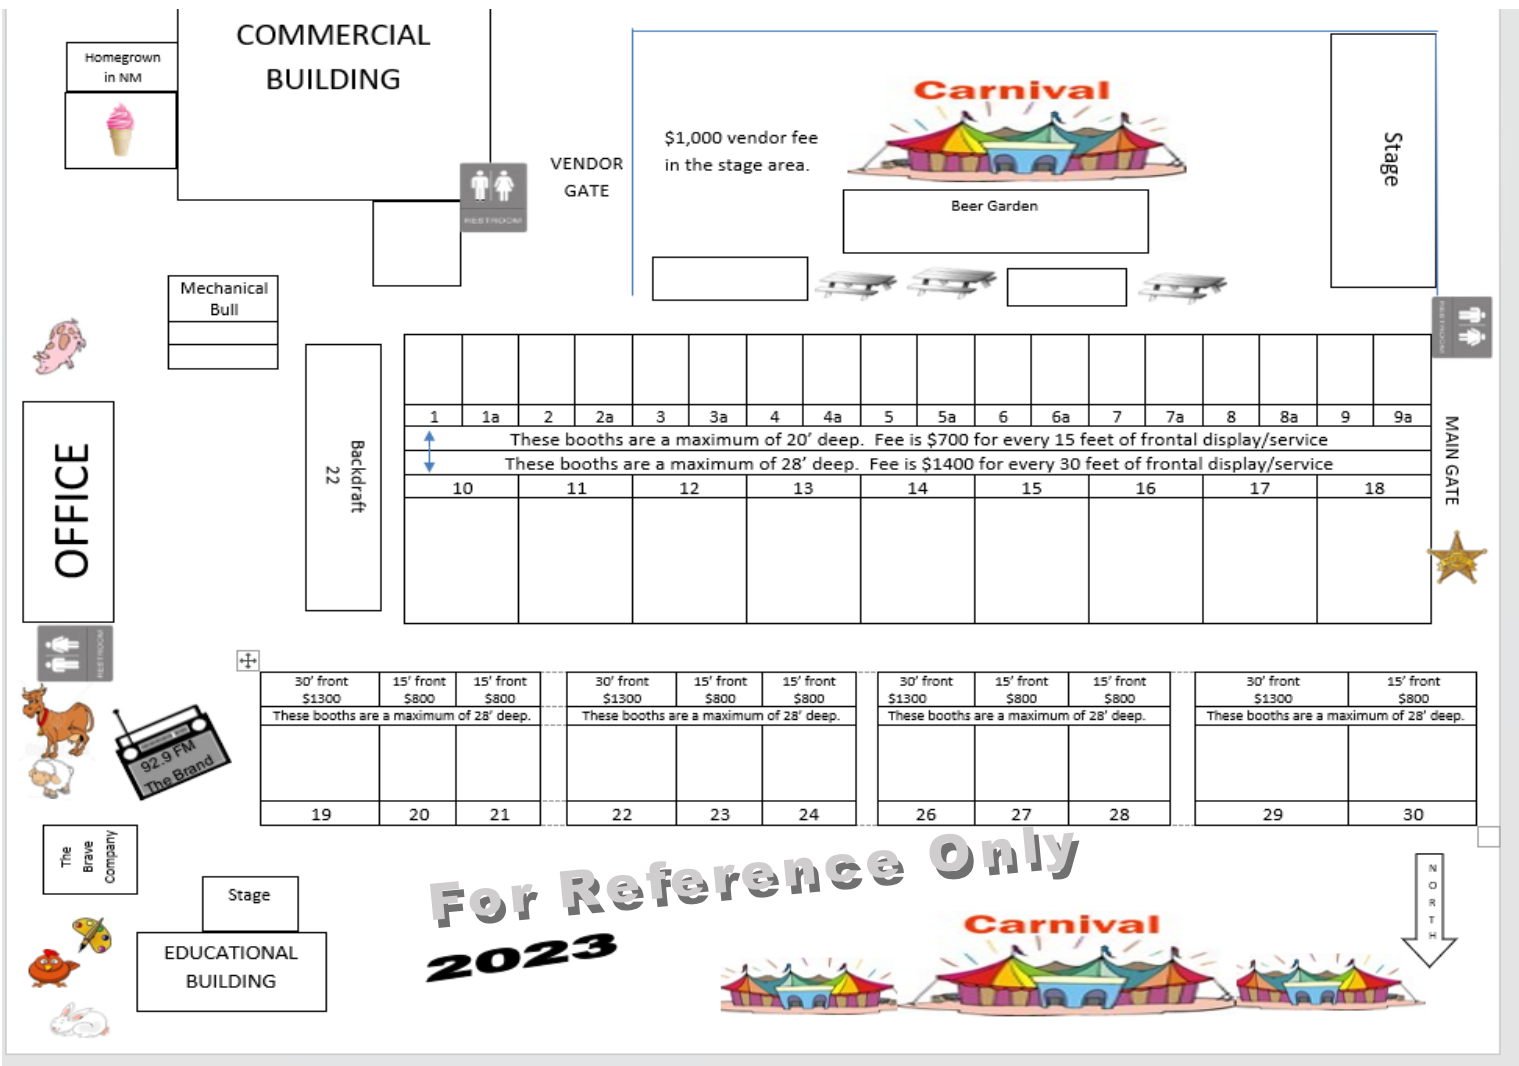 COMMERCIAL
BUILDING
Homegrown
in NM
Carnival
$1,000 vendor fee
in the stage area.
VENDOR
GATE
Stage
RESTROOM
Beer Garden
Mechanical
Bull
RESTROOM
1 1a 2 2a 3 3a 4 4a 5 5a 6 6a 7 7a 8 8a 9 9a
These booths are a maximum of 20’ deep. Fee is $700 for every 15 feet of frontal display/service
These booths are a maximum of 28’ deep. Fee is $1400 for every 30 feet of frontal display/service
10 11 12 13 14 15 16 17 18
Backdraft
22
MAIN GATE
OFFICE
RESTROOM
30’ front 15’ front 15’ front 30’ front 15’ front 15’ front 30’ front 15’ front 15’ front 30’ front 15’ front
$1300 $800 $800 $1300 $800 $800 $1300 $800 $800 $1300 $800
These booths are a maximum of 28’ deep. These booths are a maximum of 28’ deep. These booths are a maximum of 28’ deep. These booths are a maximum of 28’ deep.
19 20 21 22 23 24 26 27 28 29 30
92.9 FM
The Brand
The
Brave
Company
For Reference Only
2023
Stage
EDUCATIONAL
BUILDING
Carnival
NORTH